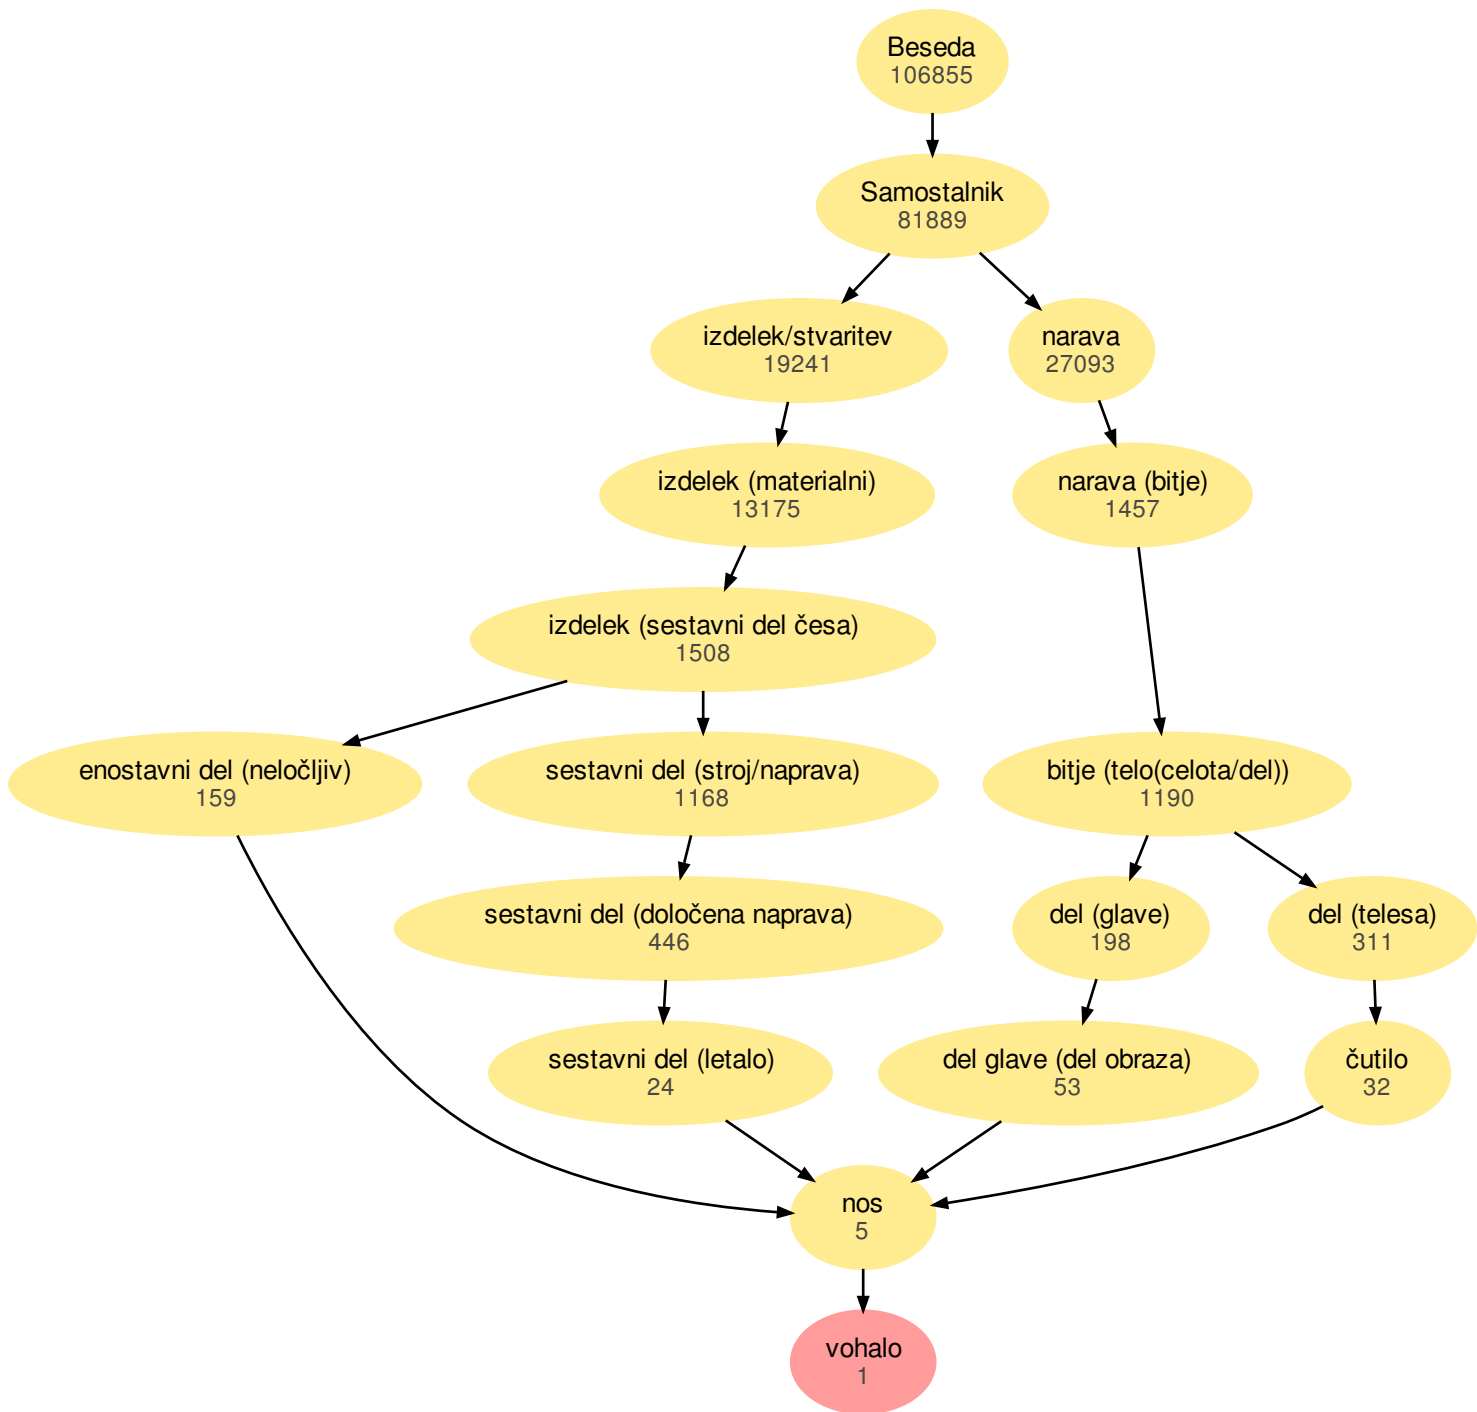 Beseda
106855
Samostalnik
81889
izdelek/stvaritev
19241
narava
27093
izdelek (materialni)
13175
narava (bitje)
1457
izdelek (sestavni del česa)
1508
enostavni del (neločljiv)
159
sestavni del (stroj/naprava)
1168
bitje (telo(celota/del))
1190
sestavni del (določena naprava)
446
del (glave)
198
del (telesa)
311
sestavni del (letalo)
24
del glave (del obraza)
53
čutilo
32
nos
5
vohalo
1